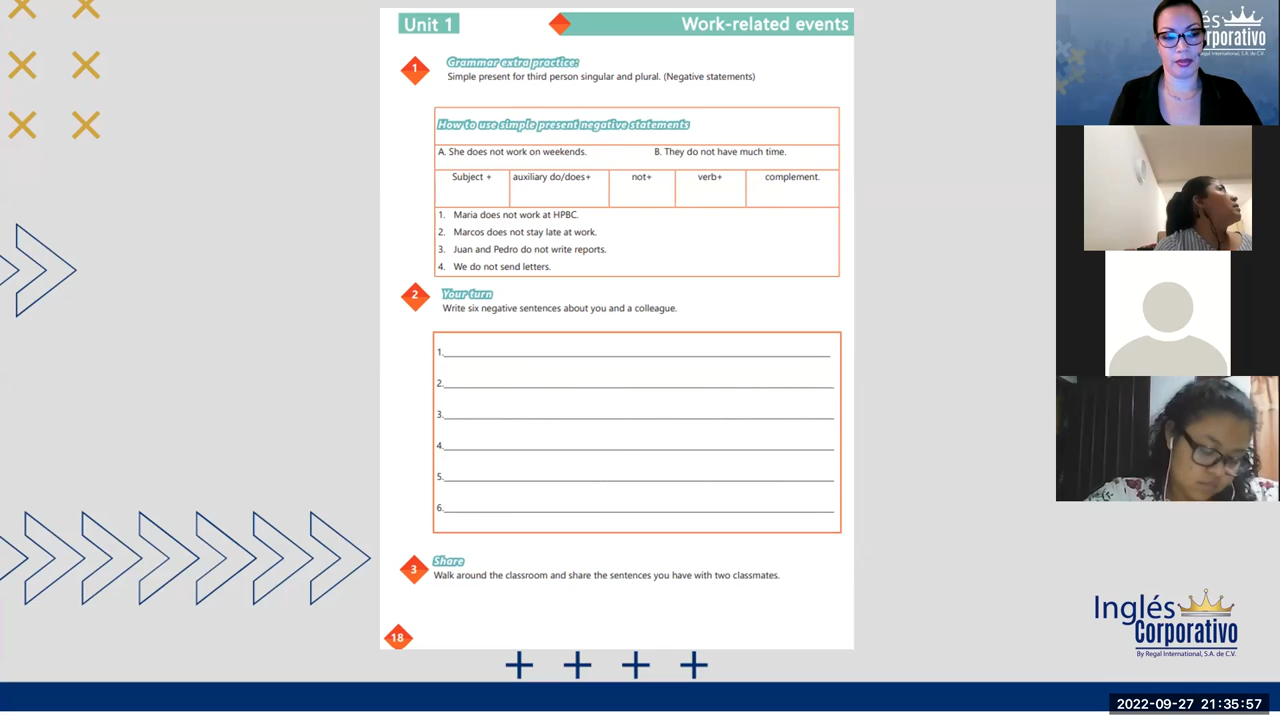 Unit 1
Work-related events
1
Grammar extra practice:
Simple present for third person singular and plural. (Negative statements)
How to use simple present negative statements
A. She does not work on weekends.
B. They do not have much time.
Subject +
auxiliary do/does+
not+
verb+
complement.
1. Maria does not work at HPBC.
2. Marcos does not stay late at work.
3. Juan and Pedro do not write reports.
4. We do not send letters.
2
Your turn
Write six negative sentences about you and a colleague.
1.
2.
3.
4.
5.
6.
3
Share
Walk around the classroom and share the sentences you have with two classmates.
18
és
rporativo
By Regal International, S.A. de C.V.
Inglés
Corporativo
By Regal International, S.A. de C.V.
2022-09-27 21:35:57